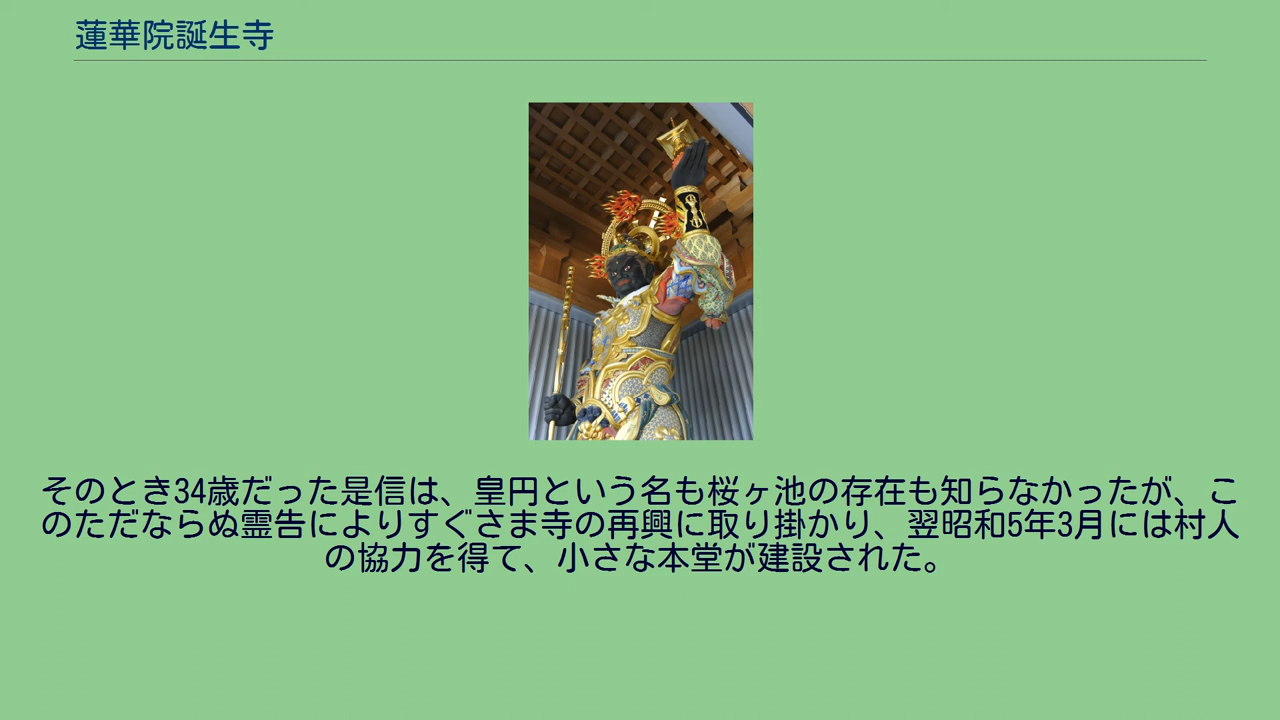 蓮華院誕生寺
そのとき34歳だった是信は、皇円という名も桜ヶ池の存在も知らなかったが、こ
のただならぬ霊告によりすぐさま寺の再興に取り掛かり、翌昭和5年3月には村人
の協力を得て、小さな本堂が建設された。